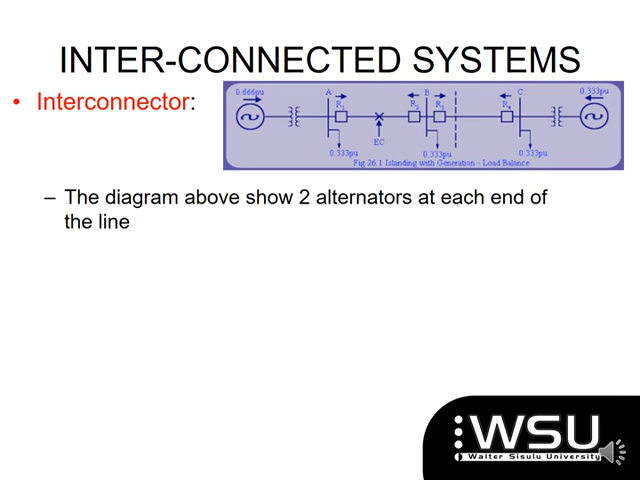 INTER-CONNECTED SYSTEMS
• Interconnector:
0.666pu A B C 0.333pu
R1 R2 R3 R4
EC
0.333pu 0.333pu 0.333pu
Fig 26.1 Islanding with Generation - Load Balance
– The diagram above show 2 alternators at each end of
the line
WSU
Walter Sisulu University